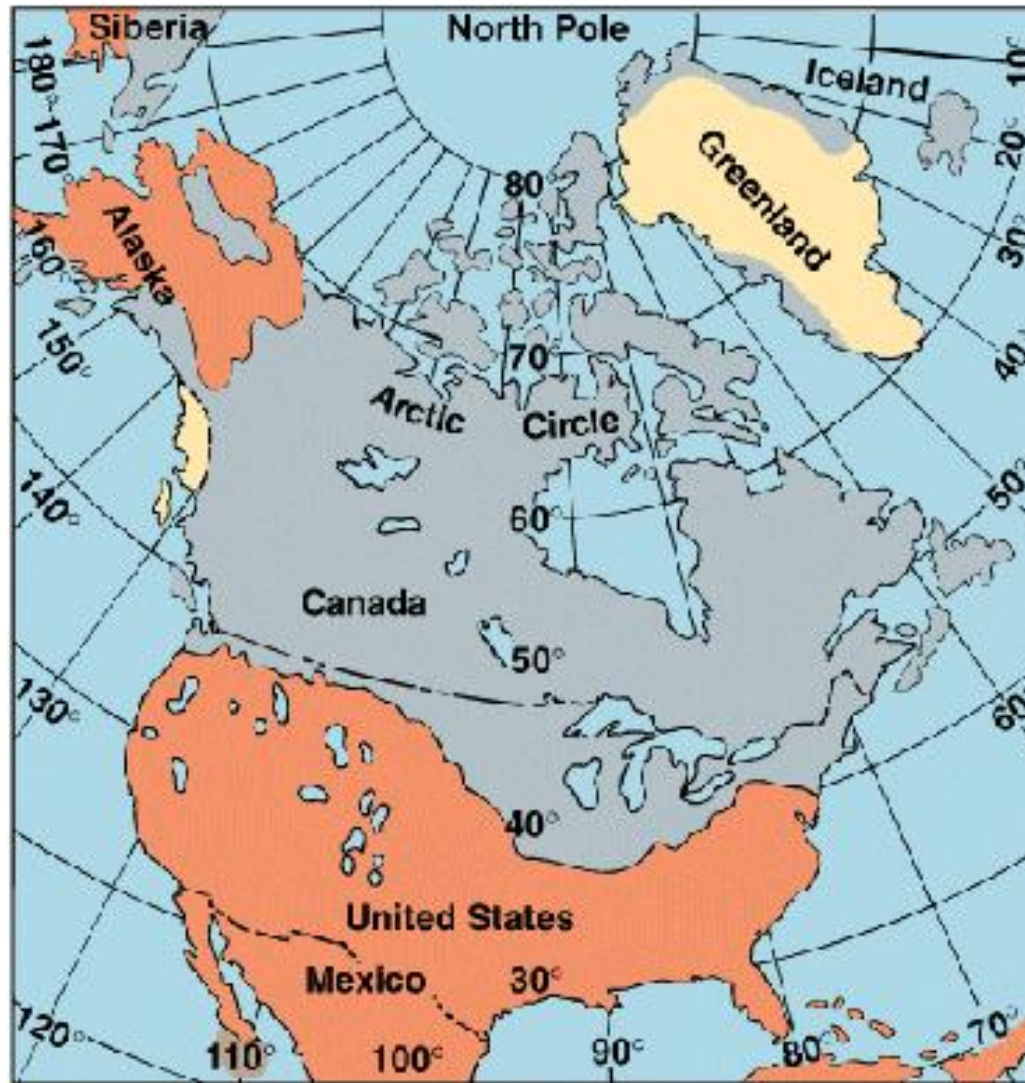 Siberia
North Pole
Iceland
10°
180°
20°
170°
Greenland
30°
80
Alaska
160°
40°
150°
70°
Arctic Circle
50°
140°
60°
Canada
50°
130°
60°
40°
United States
Mexico
30°
120°
110°
100°
90°
80°
70°